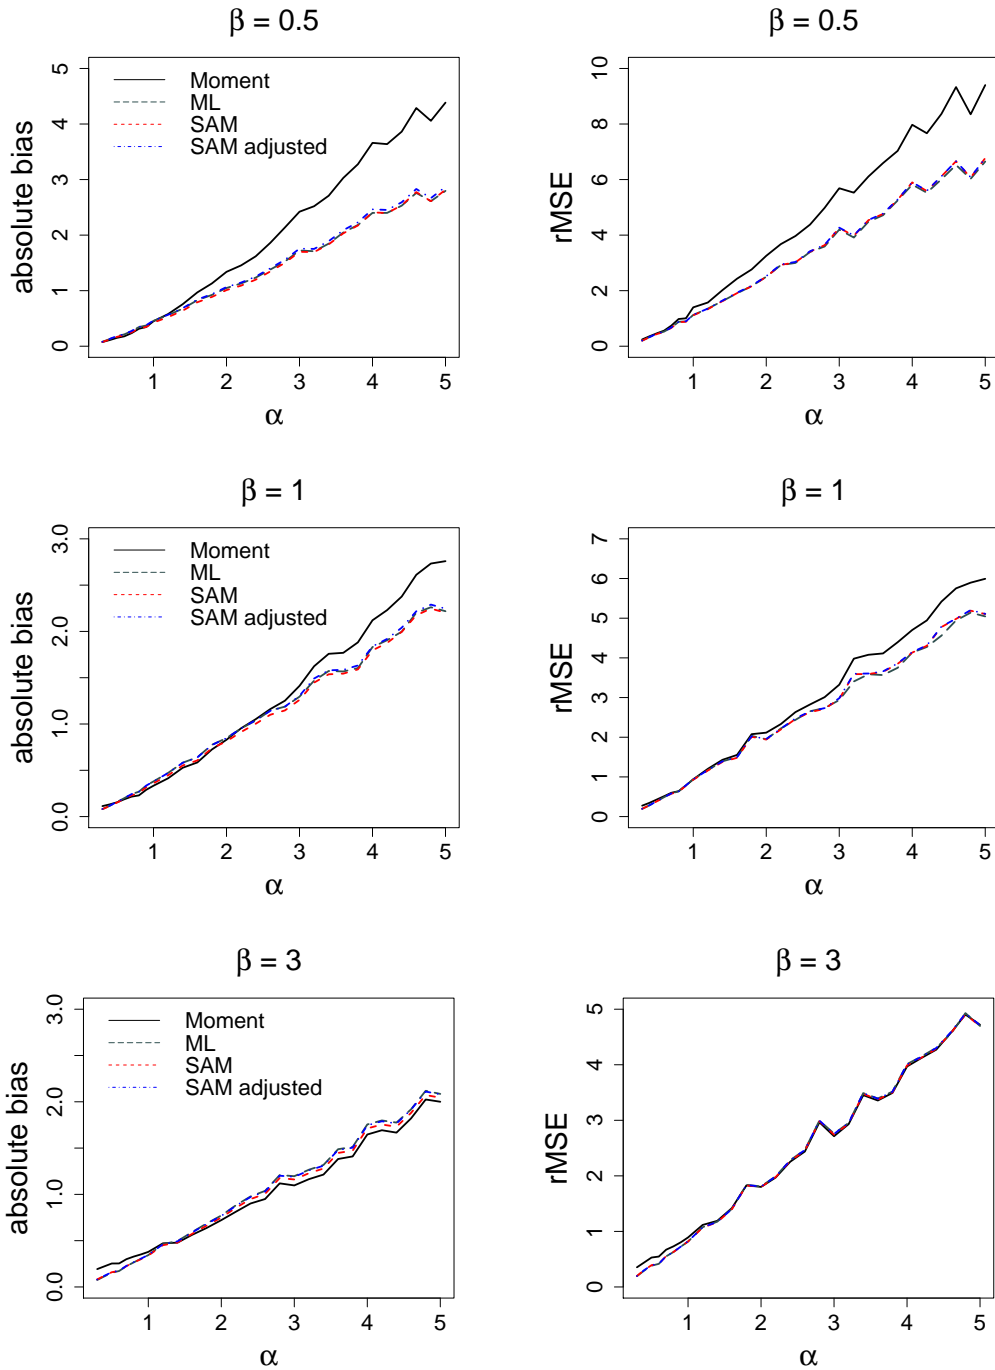 β = 0.5
absolute bias
5
4
3
2
1
0
Moment
ML
SAM
SAM adjusted
1 2 3 4 5
α
β = 0.5
rMSE
10
8
6
4
2
0
1 2 3 4 5
α
β = 1
absolute bias
3.0
2.0
1.0
0.0
Moment
ML
SAM
SAM adjusted
1 2 3 4 5
α
β = 1
rMSE
7
6
5
4
3
2
1
0
1 2 3 4 5
α
β = 3
absolute bias
3.0
2.0
1.0
0.0
Moment
ML
SAM
SAM adjusted
1 2 3 4 5
α
β = 3
rMSE
5
4
3
2
1
0
1 2 3 4 5
α